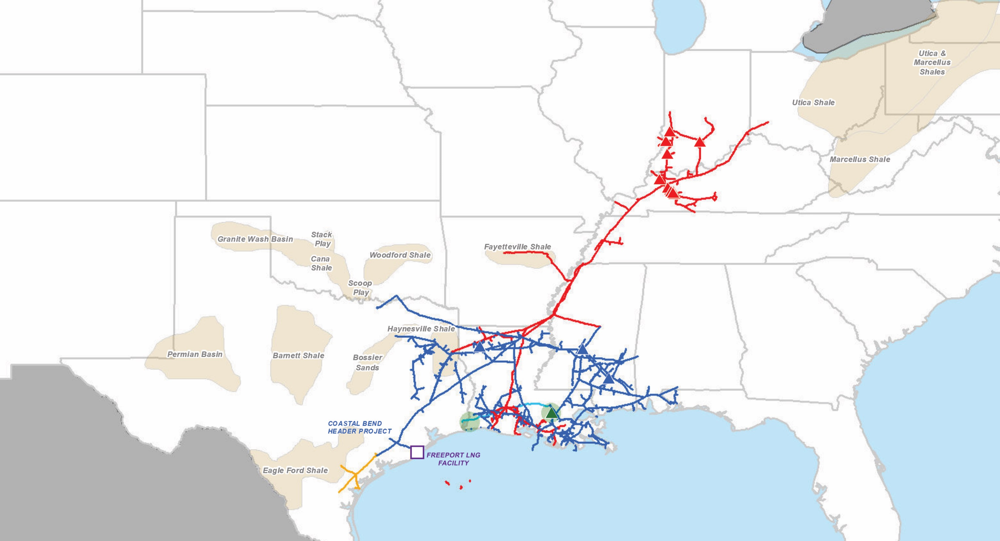 Utica &
Marcellus
Shales
Utica Shale
Marcellus Shale
Granite Wash Basin
Stack
Play
Cana
Shale
Woodford Shale
Fayetteville Shale
Scoop
Play
Haynesville Shale
Permian Basin
Barnett Shale
Bossier
Sands
COASTAL BEND
HEADER PROJECT
FREEPORT LNG
FACILITY
Eagle Ford Shale